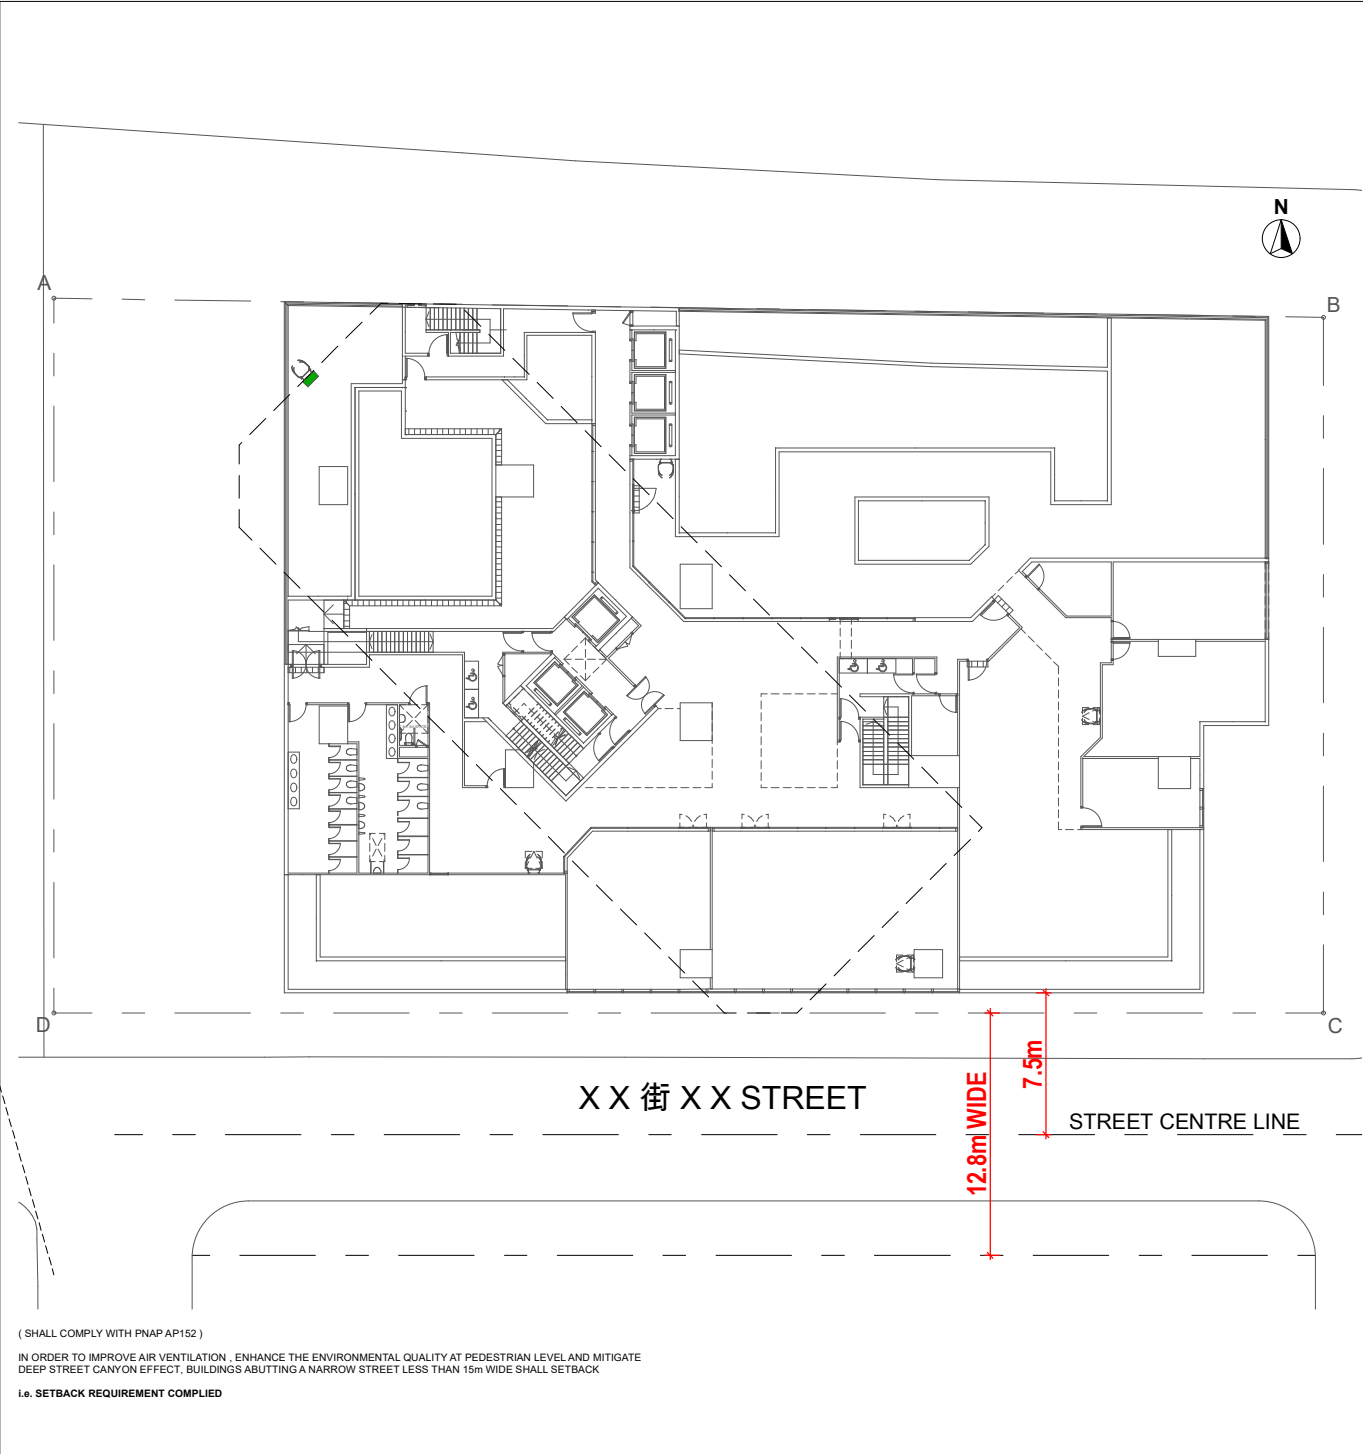 N
A
B
D
C
7.5m
12.8m WIDE
X X 街 X X STREET
STREET CENTRE LINE
( SHALL COMPLY WITH PNAP AP152 )
IN ORDER TO IMPROVE AIR VENTILATION , ENHANCE THE ENVIRONMENTAL QUALITY AT PEDESTRIAN LEVEL AND MITIGATE
DEEP STREET CANYON EFFECT, BUILDINGS ABUTTING A NARROW STREET LESS THAN 15m WIDE SHALL SETBACK
i.e. SETBACK REQUIREMENT COMPLIED